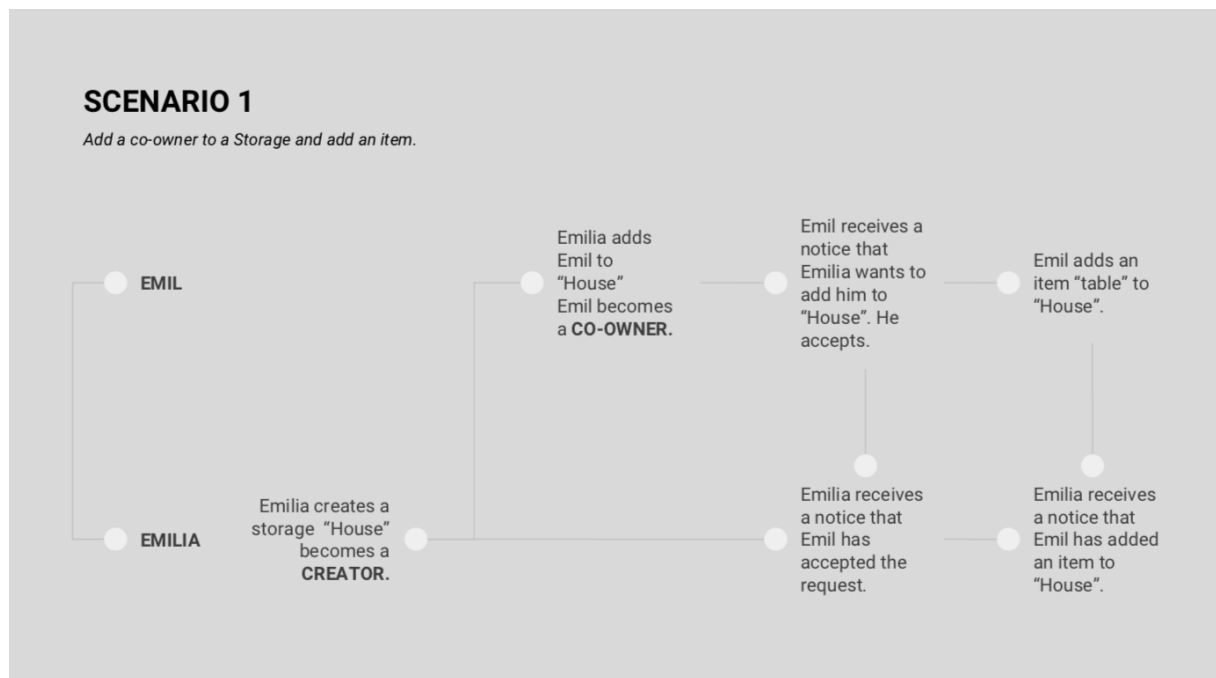 SCENARIO 1
Add a co-owner to a Storage and add an item.
EMIL
Emilia adds
Emil to
“House”
Emil becomes
a CO-OWNER.
Emil receives a
notice that
Emilia wants to
add him to
“House”. He
accepts.
Emil adds an
item “table” to
“House”.
EMILIA
Emilia creates a
storage “House”
becomes a
CREATOR.
Emilia receives
a notice that
Emil has
accepted the
request.
Emilia receives
a notice that
Emil has added
an item to
“House”.